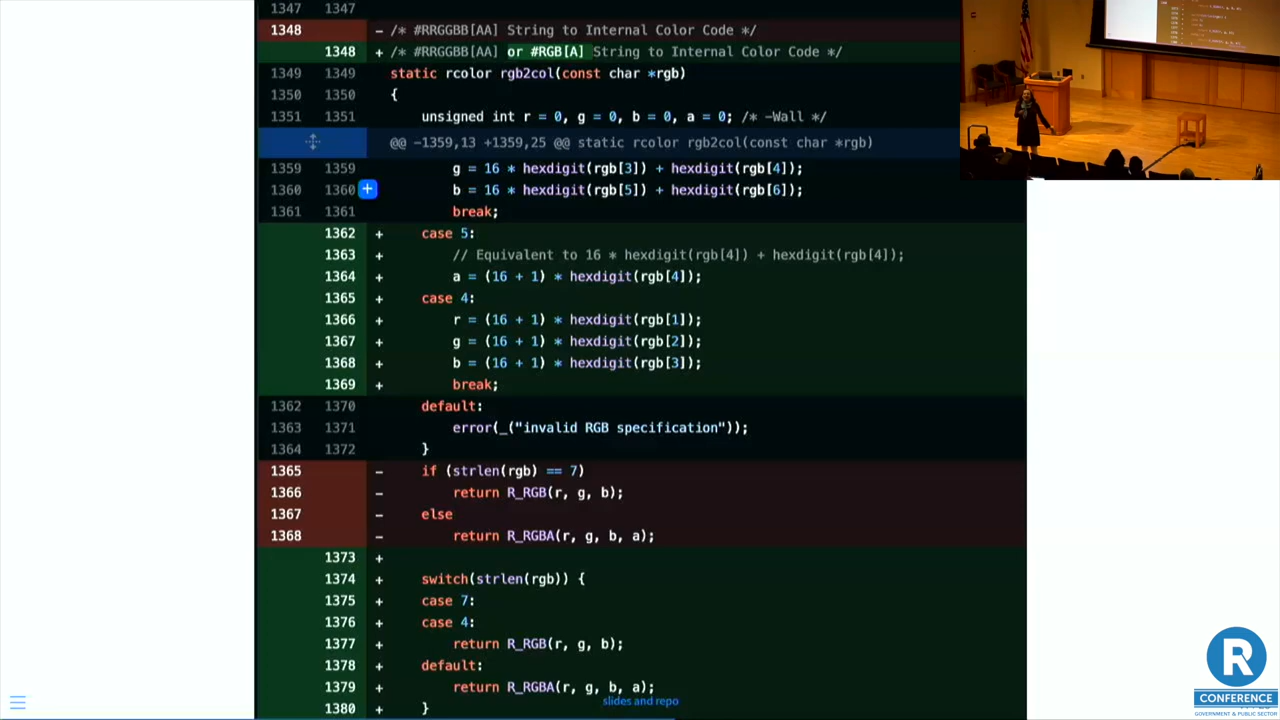 1347 1347
1348 - /* #RRGGBB[AA] String to Internal Color Code */
1348 + /* #RRGGBB[AA] or #RGB[A] String to Internal Color Code */
1349 1349 static rcolor rgb2col(const char *rgb)
1350 1350 {
1351 1351 unsigned int r = 0, g = 0, b = 0, a = 0; /* -Wall */
@@ -1359,13 +1359,25 @@ static rcolor rgb2col(const char *rgb)
1359 1359 g = 16 * hexdigit(rgb[3]) + hexdigit(rgb[4]);
1360 1360 + b = 16 * hexdigit(rgb[5]) + hexdigit(rgb[6]);
1361 1361 break;
1362 + case 5:
1363 + // Equivalent to 16 * hexdigit(rgb[4]) + hexdigit(rgb[4]);
1364 + a = (16 + 1) * hexdigit(rgb[4]);
1365 + case 4:
1366 + r = (16 + 1) * hexdigit(rgb[1]);
1367 + g = (16 + 1) * hexdigit(rgb[2]);
1368 + b = (16 + 1) * hexdigit(rgb[3]);
1369 + break;
1362 1370 default:
1363 1371 error(_("invalid RGB specification"));
1364 1372 }
1365 - if (strlen(rgb) == 7)
1366 - return R_RGB(r, g, b);
1367 - else
1368 - return R_RGBA(r, g, b, a);
1373 +
1374 + switch(strlen(rgb)) {
1375 + case 7:
1376 + case 4:
1377 + return R_RGB(r, g, b);
1378 + default:
1379 + return R_RGBA(r, g, b, a);
slides and repo
1380 + }
R
CONFERENCE
GOVERNMENT & PUBLIC SECTOR